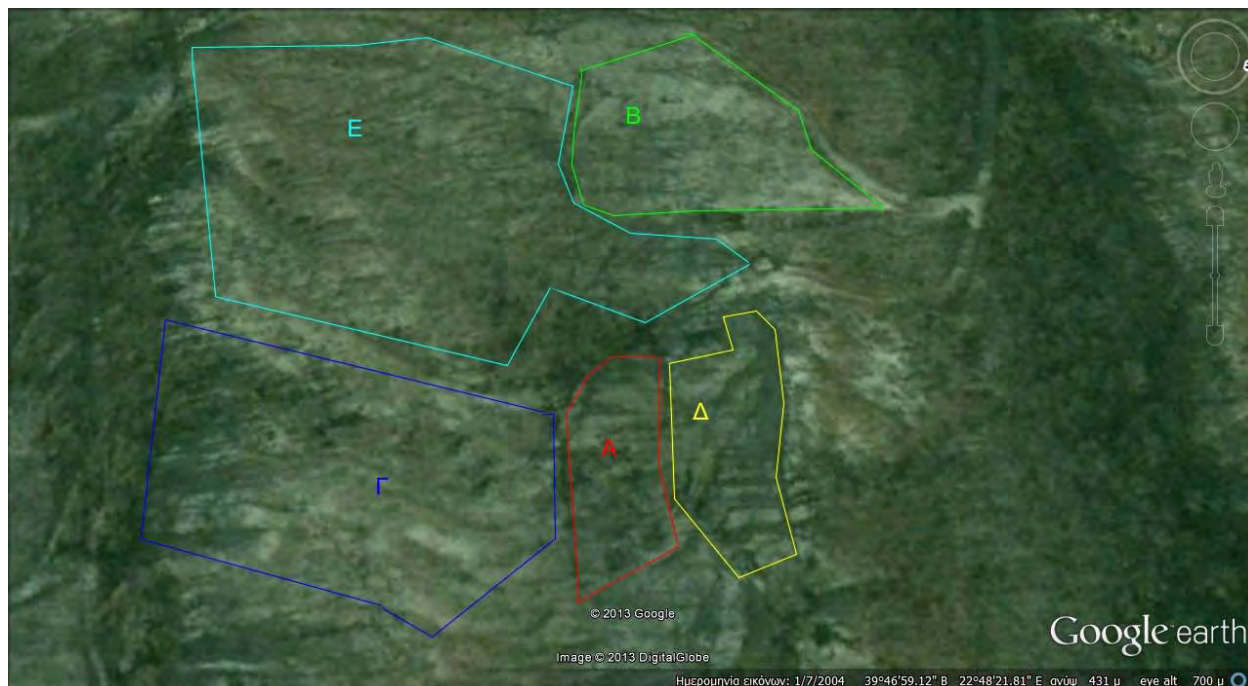 Ε
Β
Δ
Α
Γ
© 2013 Google
Google earth
Image © 2013 DigitalGlobe
Ημερομηνία εικόνων: 1/7/2004 39°46'59.12" Β 22°48'21.81" Ε ανύψ 431 μ eye alt 700 μ